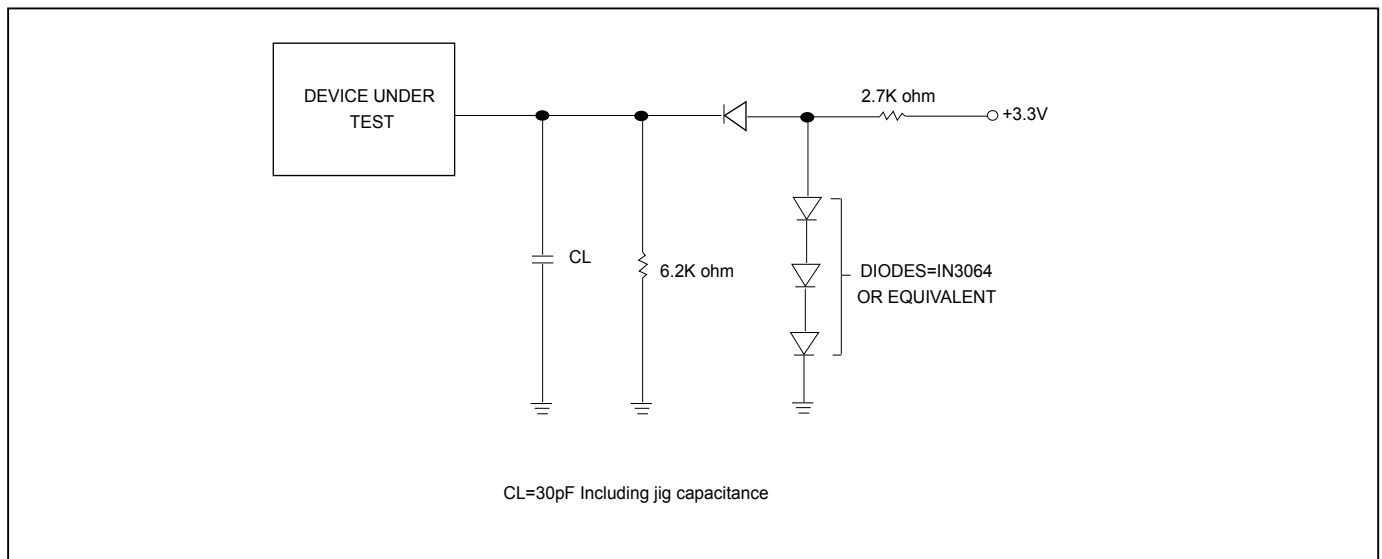 DEVICE UNDER
TEST
2.7K ohm
+3.3V
CL
6.2K ohm
DIODES=IN3064
OR EQUIVALENT
CL=30pF Including jig capacitance